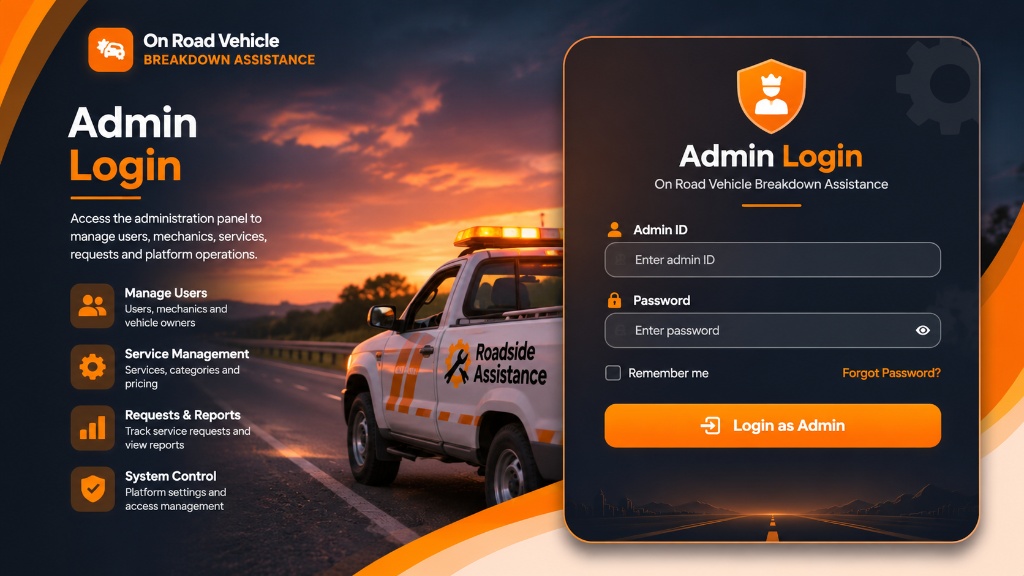 On Road Vehicle
BREAKDOWN ASSISTANCE
Admin
Login
Access the administration panel to
manage users, mechanics, services,
requests and platform operations.
Manage Users
Users, mechanics and
vehicle owners
Service Management
Services, categories and
pricing
Requests & Reports
Track service requests and
view reports
System Control
Platform settings and
access management
Roadside
Assistance
Admin Login
On Road Vehicle Breakdown Assistance
Admin ID
Enter admin ID
Password
Enter password
Remember me
Forgot Password?
Login as Admin